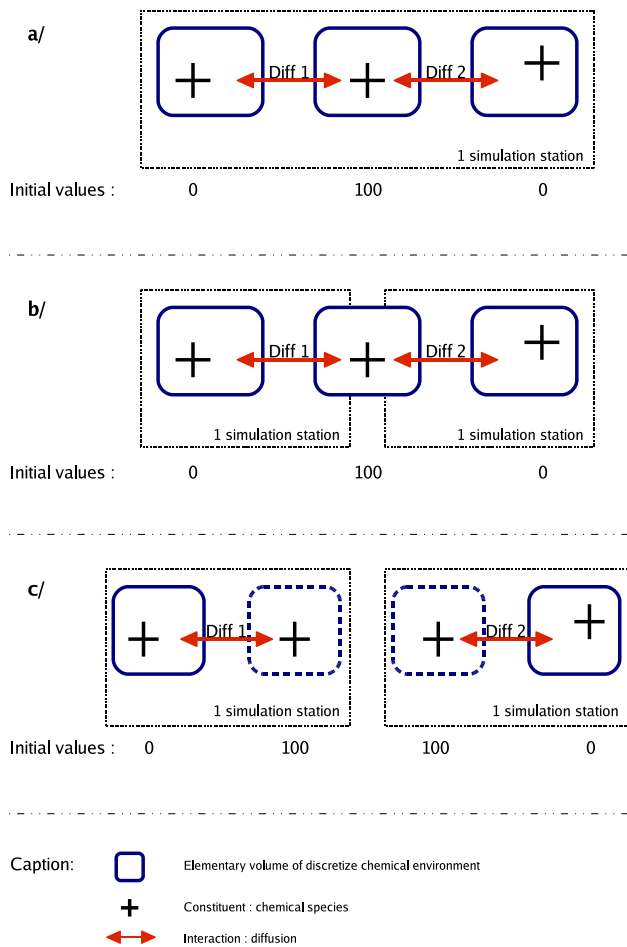 a/
Diff 1 Diff 2
1 simulation station
Initial values : 0 100 0
b/
Diff 1 Diff 2
1 simulation station 1 simulation station
Initial values : 0 100 0
c/
Diff 1 Diff 2
1 simulation station 1 simulation station
Initial values : 0 100 100 0
Caption: Elementary volume of discretize chemical environment
Constituent : chemical species
Interaction : diffusion